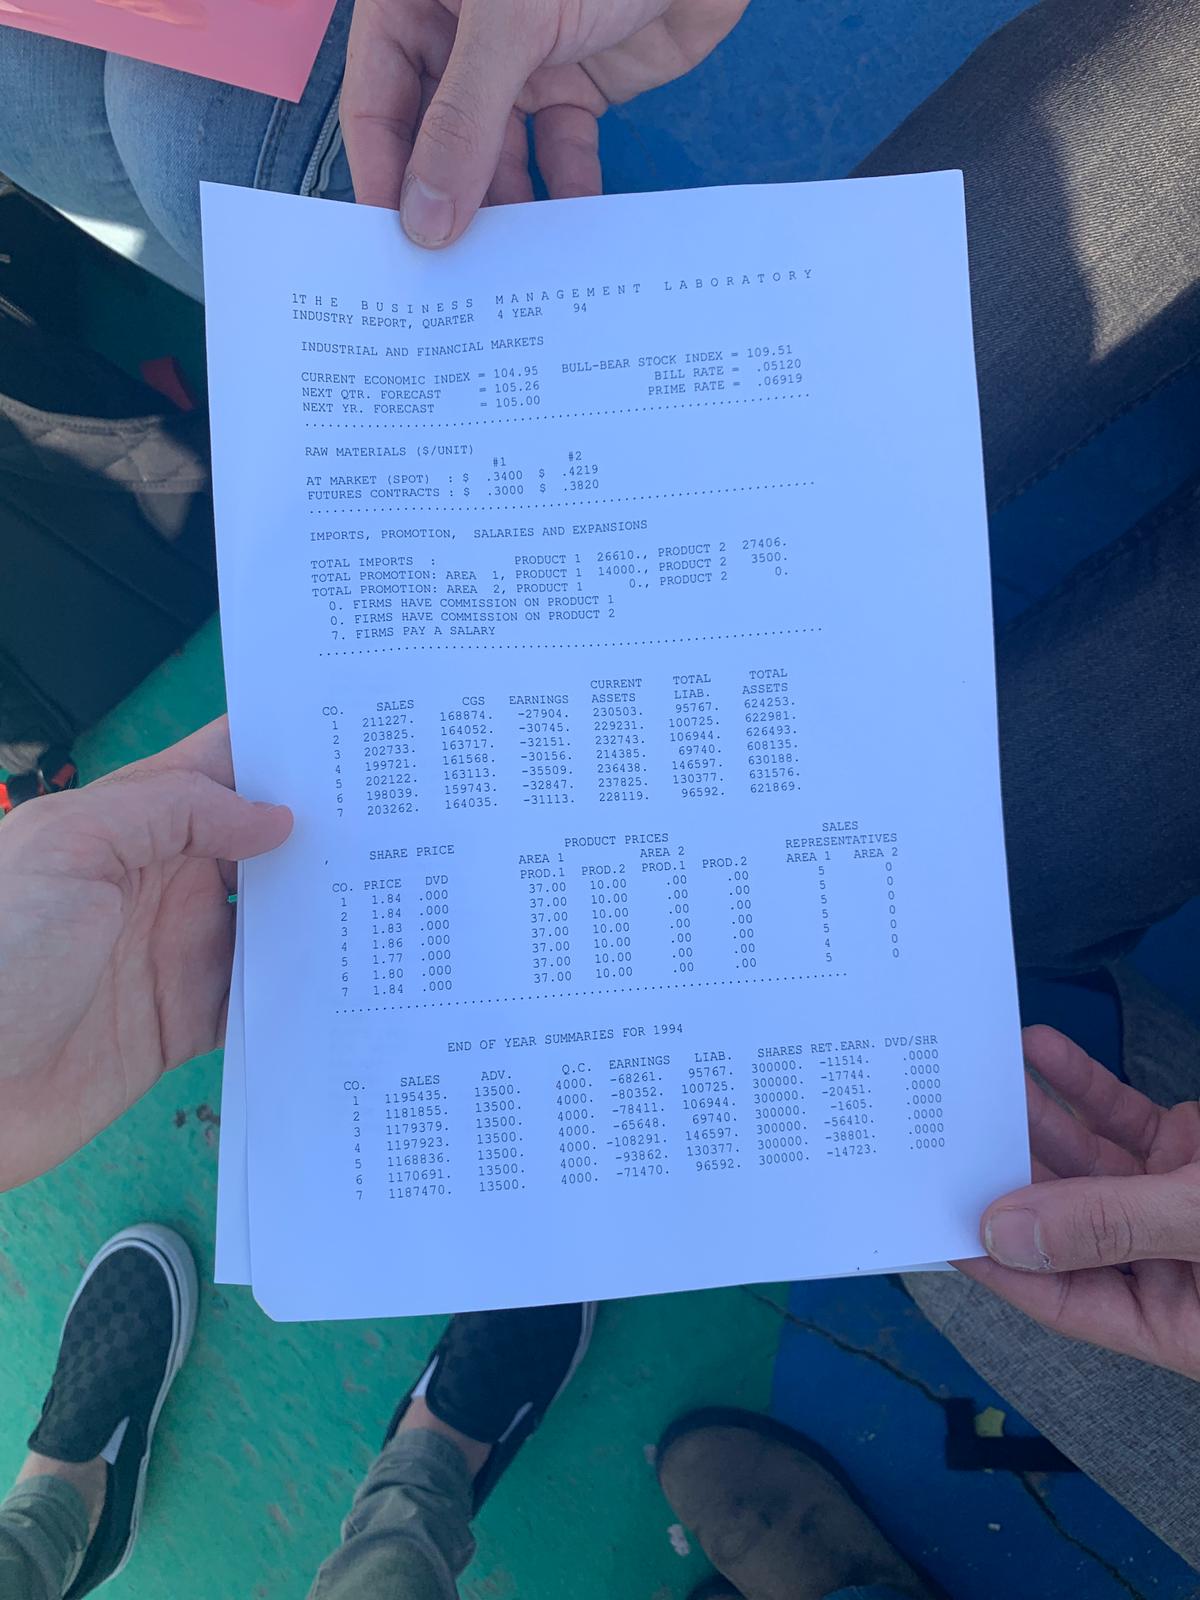 1T H E   B U S I N E S S   M A N A G E M E N T   L A B O R A T O R Y
INDUSTRY REPORT, QUARTER   4 YEAR   94
INDUSTRIAL AND FINANCIAL MARKETS
CURRENT ECONOMIC INDEX = 104.95   BULL-BEAR STOCK INDEX = 109.51
NEXT QTR. FORECAST     = 105.26               BILL RATE =  .05120
NEXT YR. FORECAST      = 105.00              PRIME RATE =  .06919
RAW MATERIALS ($/UNIT)
#1   #2
AT MARKET (SPOT)  : $  .3400  $  .4219
FUTURES CONTRACTS : $  .3000  $  .3820
IMPORTS, PROMOTION,  SALARIES AND EXPANSIONS
TOTAL IMPORTS  :          PRODUCT 1  26610., PRODUCT 2  27406.
TOTAL PROMOTION: AREA  1, PRODUCT 1  14000., PRODUCT 2   3500.
TOTAL PROMOTION: AREA  2, PRODUCT 1      0., PRODUCT 2      0.
0. FIRMS HAVE COMMISSION ON PRODUCT 1
0. FIRMS HAVE COMMISSION ON PRODUCT 2
7. FIRMS PAY A SALARY
CURRENT   TOTAL   TOTAL
CO.   SALES   CGS   EARNINGS   ASSETS   LIAB.   ASSETS
1   211227.   168874.   -27904.   230503.   95767.   624253.
2   203825.   164052.   -30745.   229231.   100725.   622981.
3   202733.   163717.   -32151.   232743.   106944.   626493.
4   199721.   161568.   -30156.   214385.   69740.   608135.
5   202122.   163113.   -35509.   236438.   146597.   630188.
6   198039.   159743.   -32847.   237825.   130377.   631576.
7   203262.   164035.   -31113.   228119.   96592.   621869.
SALES
,   SHARE PRICE   PRODUCT PRICES   REPRESENTATIVES
AREA 1   AREA 2   AREA 1   AREA 2
CO.   PRICE   DVD   PROD.1   PROD.2   PROD.1   PROD.2
1   1.84   .000   37.00   10.00   .00   .00   5   0
2   1.84   .000   37.00   10.00   .00   .00   5   0
3   1.83   .000   37.00   10.00   .00   .00   5   0
4   1.86   .000   37.00   10.00   .00   .00   5   0
5   1.77   .000   37.00   10.00   .00   .00   5   0
6   1.80   .000   37.00   10.00   .00   .00   4   0
7   1.84   .000   37.00   10.00   .00   .00   5   0
END OF YEAR SUMMARIES FOR 1994
CO.   SALES   ADV.   Q.C.   EARNINGS   LIAB.   SHARES   RET.EARN.   DVD/SHR
1   1195435.   13500.   4000.   -68261.   95767.   300000.   -11514.   .0000
2   1181855.   13500.   4000.   -80352.   100725.   300000.   -17744.   .0000
3   1179379.   13500.   4000.   -78411.   106944.   300000.   -20451.   .0000
4   1197923.   13500.   4000.   -65648.   69740.   300000.   -1605.   .0000
5   1168836.   13500.   4000.   -108291.   146597.   300000.   -56410.   .0000
6   1170691.   13500.   4000.   -93862.   130377.   300000.   -38801.   .0000
7   1187470.   13500.   4000.   -71470.   96592.   300000.   -14723.   .0000